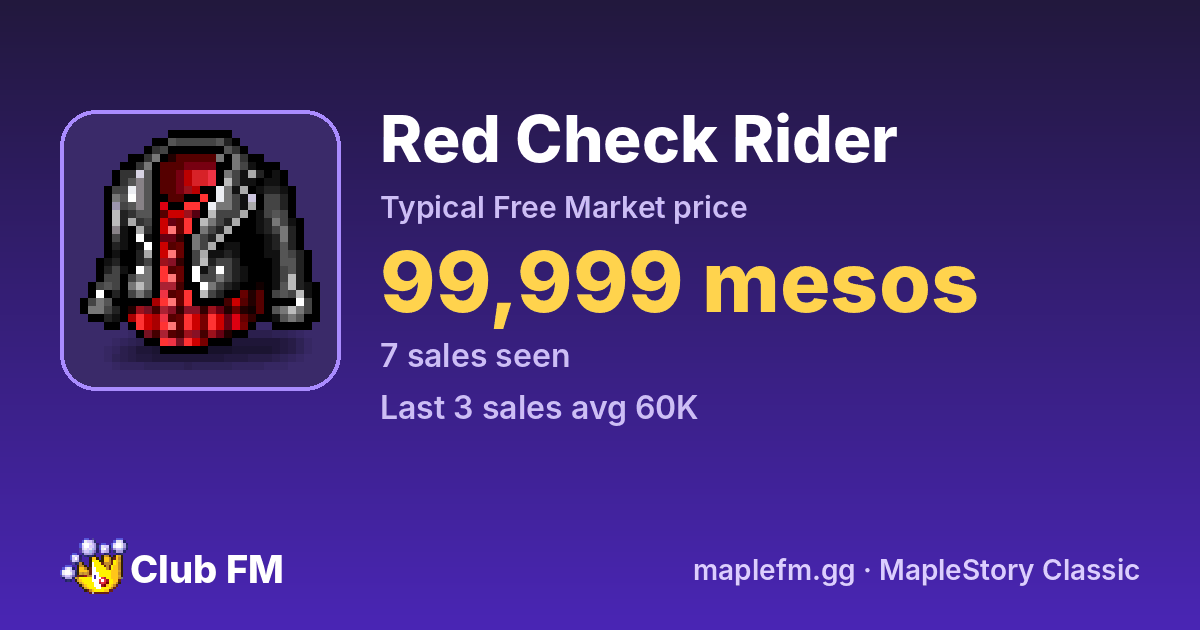 Red Check Rider
Typical Free Market price
99,999 mesos
7 sales seen
Last 3 sales avg 60K
Club FM
maplefm.gg · MapleStory Classic